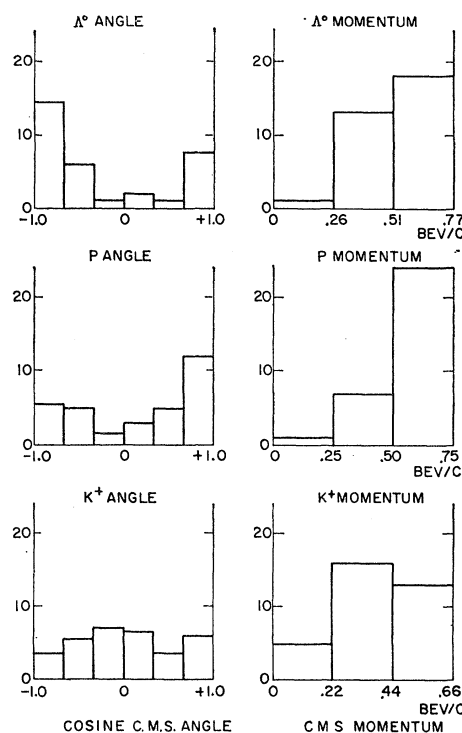 Λ° ANGLE
Λ° MOMENTUM
20
10
0
-1.0 0 +1.0
20
10
0
0 .26 .51 .77
BEV/C
P ANGLE
P MOMENTUM
20
10
0
-1.0 0 +1.0
20
10
0
0 .25 .50 .75
BEV/C
K+ ANGLE
K+ MOMENTUM
20
10
0
-1.0 0 +1.0
20
10
0
0 .22 .44 .66
BEV/C
COSINE C.M.S. ANGLE
CMS MOMENTUM